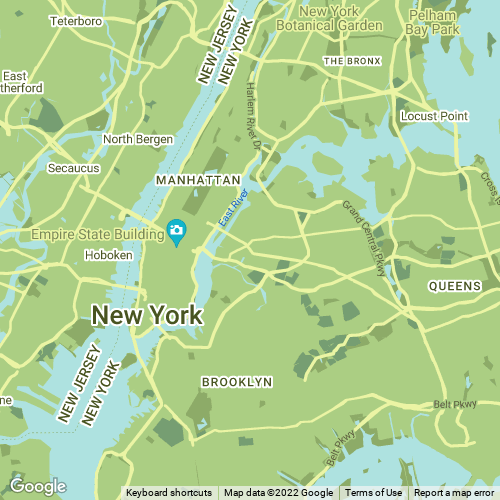 Teterboro
NEW JERSEY
NEW YORK
New York
Botanical Garden
Pelham
Bay Park
THE BRONX
East
therford
Harlem River Dr
Locust Point
North Bergen
Secaucus
MANHATTAN
Cross Is
East River
Grand Central Pkwy
Empire State Building
Hoboken
QUEENS
New York
NEW JERSEY
NEW YORK
BROOKLYN
ne
Belt Pkwy
Belt Pkwy
Google
Keyboard shortcuts
Map data ©2022 Google
Terms of Use
Report a map error